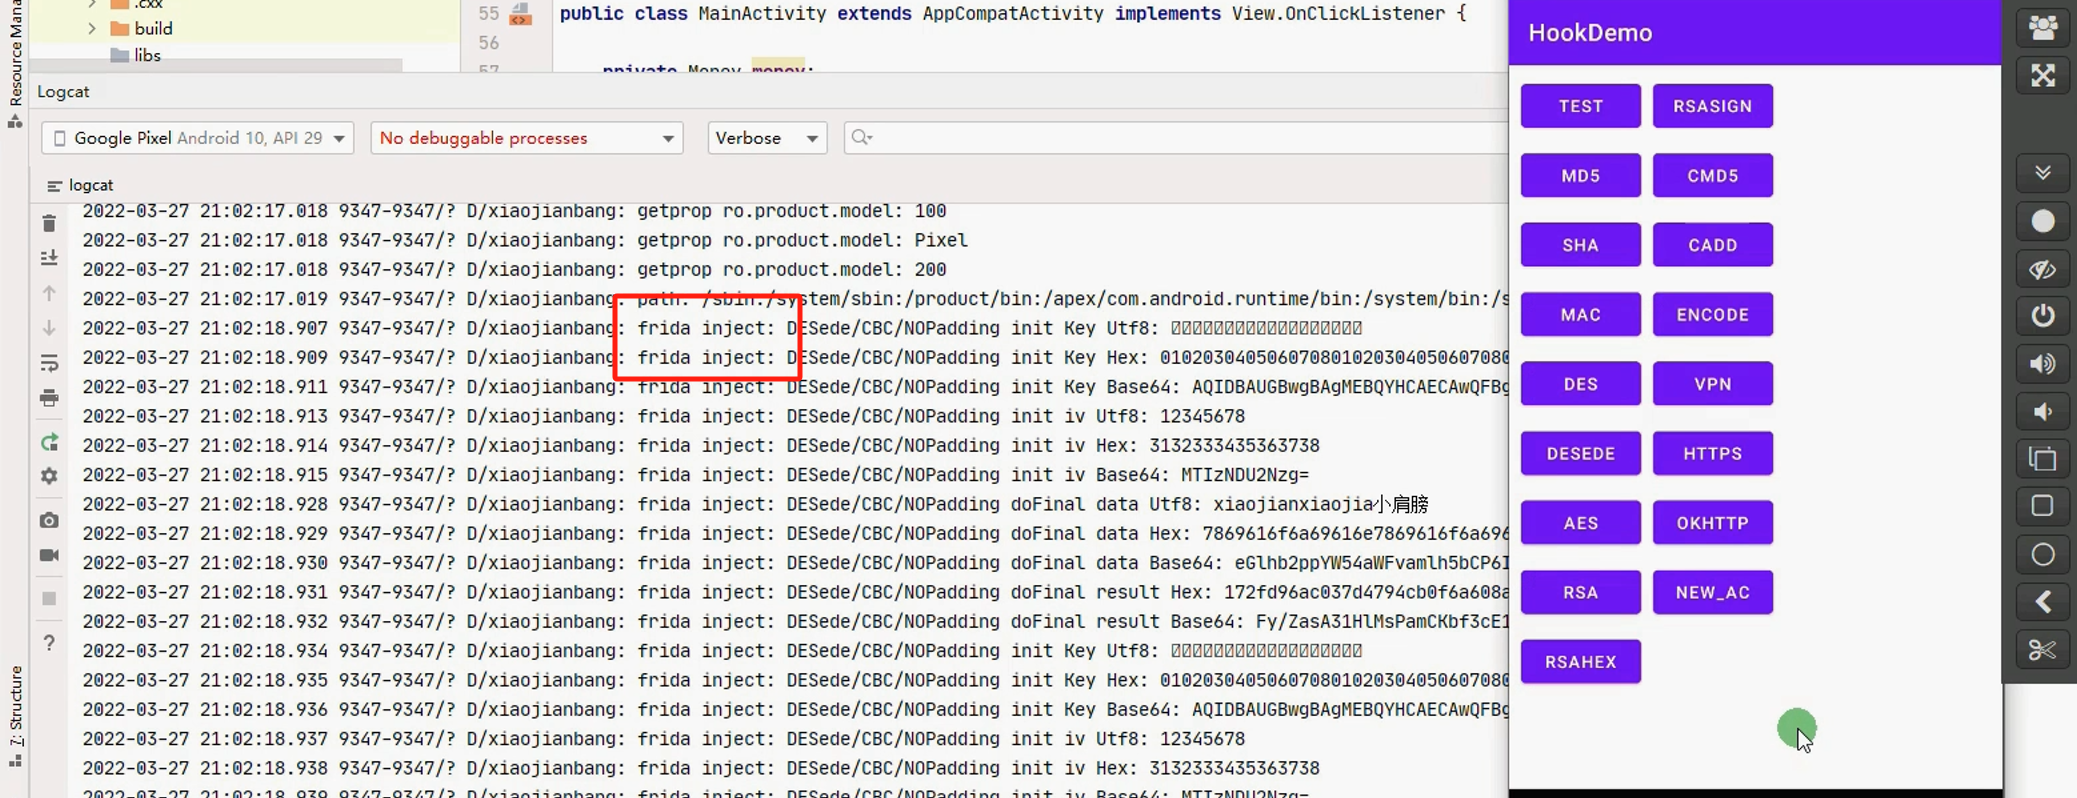 .cxx
build
libs
Resource Mana
55 public class MainActivity extends AppCompatActivity implements View.OnClickListener {
56
57 private Money money;
Logcat
Google Pixel Android 10, API 29
No debuggable processes
Verbose
logcat
2022-03-27 21:02:17.018 9347-9347/? D/xiaojianbang: getprop ro.product.model: 100
2022-03-27 21:02:17.018 9347-9347/? D/xiaojianbang: getprop ro.product.model: Pixel
2022-03-27 21:02:17.018 9347-9347/? D/xiaojianbang: getprop ro.product.model: 200
2022-03-27 21:02:17.019 9347-9347/? D/xiaojianbang: path: /sbin:/system/sbin:/product/bin:/apex/com.android.runtime/bin:/system/bin:/s
2022-03-27 21:02:18.907 9347-9347/? D/xiaojianbang: frida inject: DESede/CBC/NOPadding init Key Utf8:
2022-03-27 21:02:18.909 9347-9347/? D/xiaojianbang: frida inject: DESede/CBC/NOPadding init Key Hex: 010203040506070801020304050607080
2022-03-27 21:02:18.911 9347-9347/? D/xiaojianbang: frida inject: DESede/CBC/NOPadding init Key Base64: AQIDBAUGBwgBAgMEBQYHCAECAwQFBg
2022-03-27 21:02:18.913 9347-9347/? D/xiaojianbang: frida inject: DESede/CBC/NOPadding init iv Utf8: 12345678
2022-03-27 21:02:18.914 9347-9347/? D/xiaojianbang: frida inject: DESede/CBC/NOPadding init iv Hex: 3132333435363738
2022-03-27 21:02:18.915 9347-9347/? D/xiaojianbang: frida inject: DESede/CBC/NOPadding init iv Base64: MTIzNDU2Nzg=
2022-03-27 21:02:18.928 9347-9347/? D/xiaojianbang: frida inject: DESede/CBC/NOPadding doFinal data Utf8: xiaojianxiaojia小肩膀
2022-03-27 21:02:18.929 9347-9347/? D/xiaojianbang: frida inject: DESede/CBC/NOPadding doFinal data Hex: 7869616f6a69616e7869616f6a696
2022-03-27 21:02:18.930 9347-9347/? D/xiaojianbang: frida inject: DESede/CBC/NOPadding doFinal data Base64: eGlhb2ppYW54aWFvamlh5bCP6I
2022-03-27 21:02:18.931 9347-9347/? D/xiaojianbang: frida inject: DESede/CBC/NOPadding doFinal result Hex: 172fd96ac037d4794cb0f6a608a
2022-03-27 21:02:18.932 9347-9347/? D/xiaojianbang: frida inject: DESede/CBC/NOPadding doFinal result Base64: Fy/ZasA31HlMsPamCKbf3cE1
2022-03-27 21:02:18.934 9347-9347/? D/xiaojianbang: frida inject: DESede/CBC/NOPadding init Key Utf8:
2022-03-27 21:02:18.935 9347-9347/? D/xiaojianbang: frida inject: DESede/CBC/NOPadding init Key Hex: 010203040506070801020304050607080
2022-03-27 21:02:18.936 9347-9347/? D/xiaojianbang: frida inject: DESede/CBC/NOPadding init Key Base64: AQIDBAUGBwgBAgMEBQYHCAECAwQFBg
2022-03-27 21:02:18.937 9347-9347/? D/xiaojianbang: frida inject: DESede/CBC/NOPadding init iv Utf8: 12345678
2022-03-27 21:02:18.938 9347-9347/? D/xiaojianbang: frida inject: DESede/CBC/NOPadding init iv Hex: 3132333435363738
2022-03-27 21:02:18.939 9347-9347/? D/xiaojianbang: frida inject: DESede/CBC/NOPadding init iv Base64: MTIzNDU2Nzg=
7: Structure
HookDemo
TEST RSASIGN
MD5 CMD5
SHA CADD
MAC ENCODE
DES VPN
DESEDE HTTPS
AES OKHTTP
RSA NEW_AC
RSAHEX